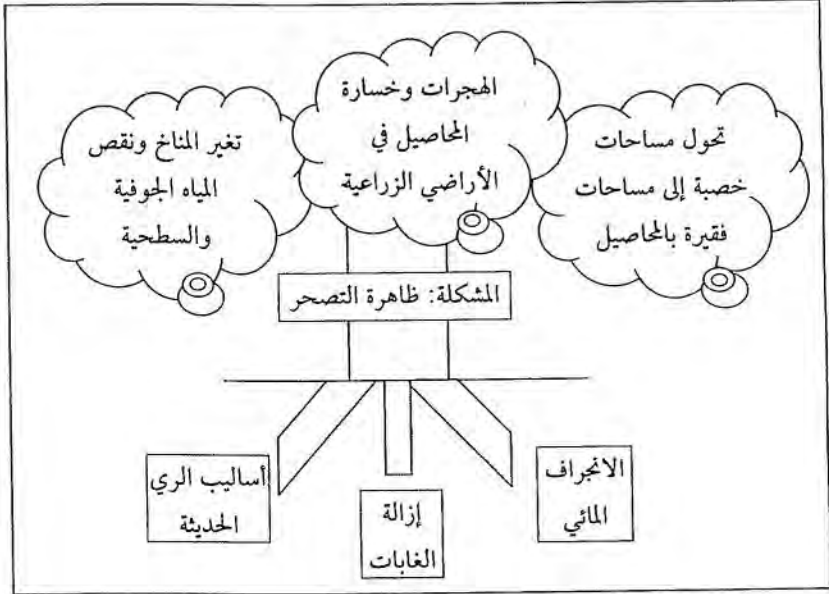 الهجرات وخسارة
المحاصيل في
الأراضي الزراعية
تحول مساحات
خصبة إلى مساحات
فقيرة بالمحاصيل
تغير المناخ ونقص
المياه الجوفية
والسطحية
المشكلة: ظاهرة التصحر
الانجراف
المائي
إزالة
الغابات
أساليب الري
الحديثة